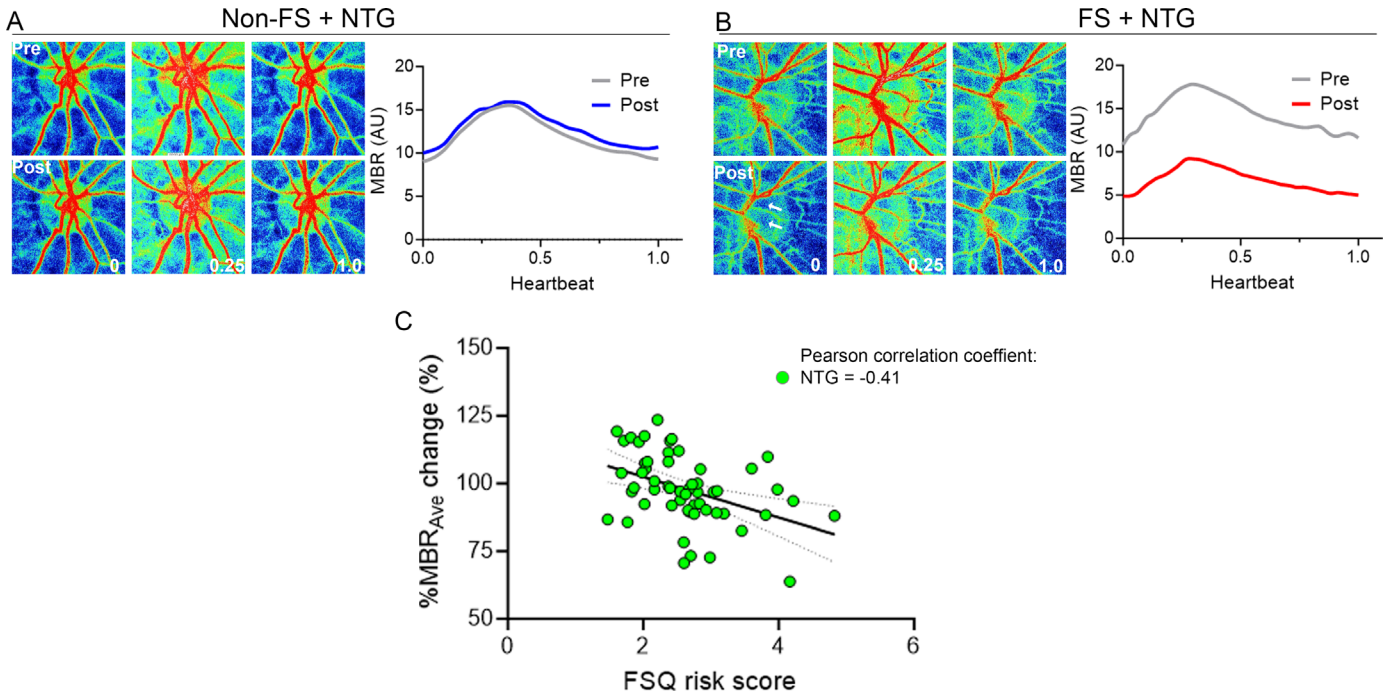 A
Non-FS + NTG
Pre
Post
0
0.25
1.0
20
15
10
5
0
MBR (AU)
Pre
Post
0.0
0.5
1.0
Heartbeat
B
FS + NTG
Pre
Post
0
0.25
1.0
20
15
10
5
0
MBR (AU)
Pre
Post
0.0
0.5
1.0
Heartbeat
C
150
125
100
75
50
%MBRAve change (%)
Pearson correlation coeffient:
NTG = -0.41
0
2
4
6
FSQ risk score